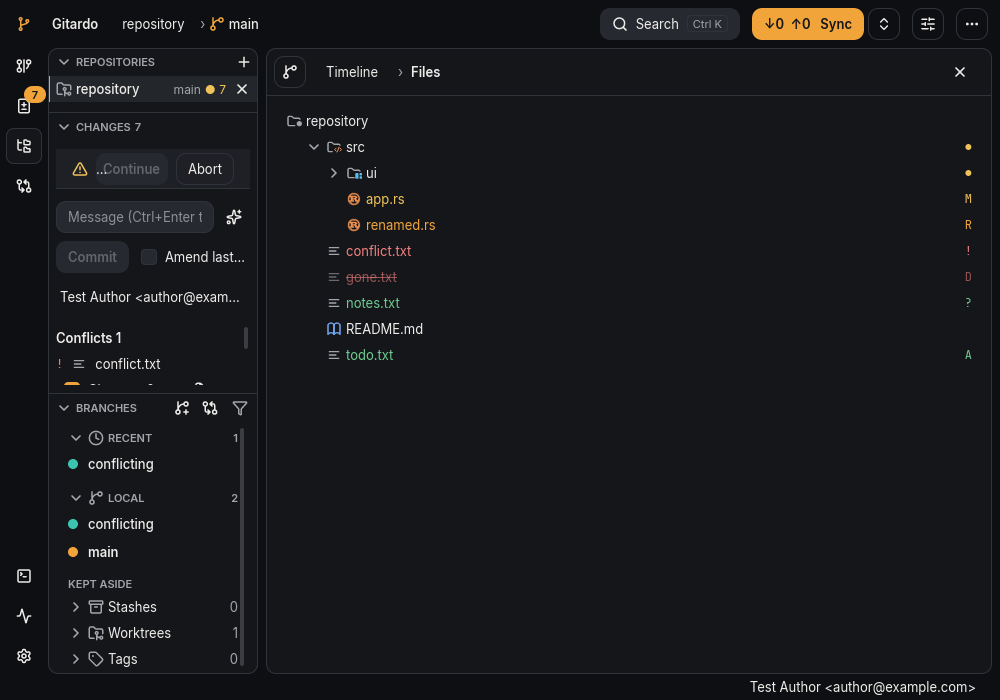 Gitardo repository › main Search Ctrl K ↓0 ↑0 Sync
7
REPOSITORIES
repository main 7
CHANGES 7
...Continue Abort
Message (Ctrl+Enter t
Commit Amend last...
Test Author <author@exam...
Conflicts 1
! conflict.txt
BRANCHES
RECENT 1
conflicting
LOCAL 2
conflicting
main
KEPT ASIDE
Stashes 0
Worktrees 1
Tags 0
Timeline › Files
repository
src
ui
app.rs M
renamed.rs R
conflict.txt !
gone.txt D
notes.txt ?
README.md
todo.txt A
Test Author <author@example.com>